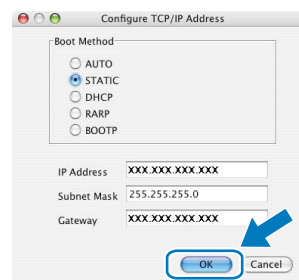 Configure TCP/IP Address
Boot Method
AUTO
STATIC
DHCP
RARP
BOOTP
IP Address XXX.XXX.XXX.XXX
Subnet Mask 255.255.255.0
Gateway XXX.XXX.XXX.XXX
OK Cancel